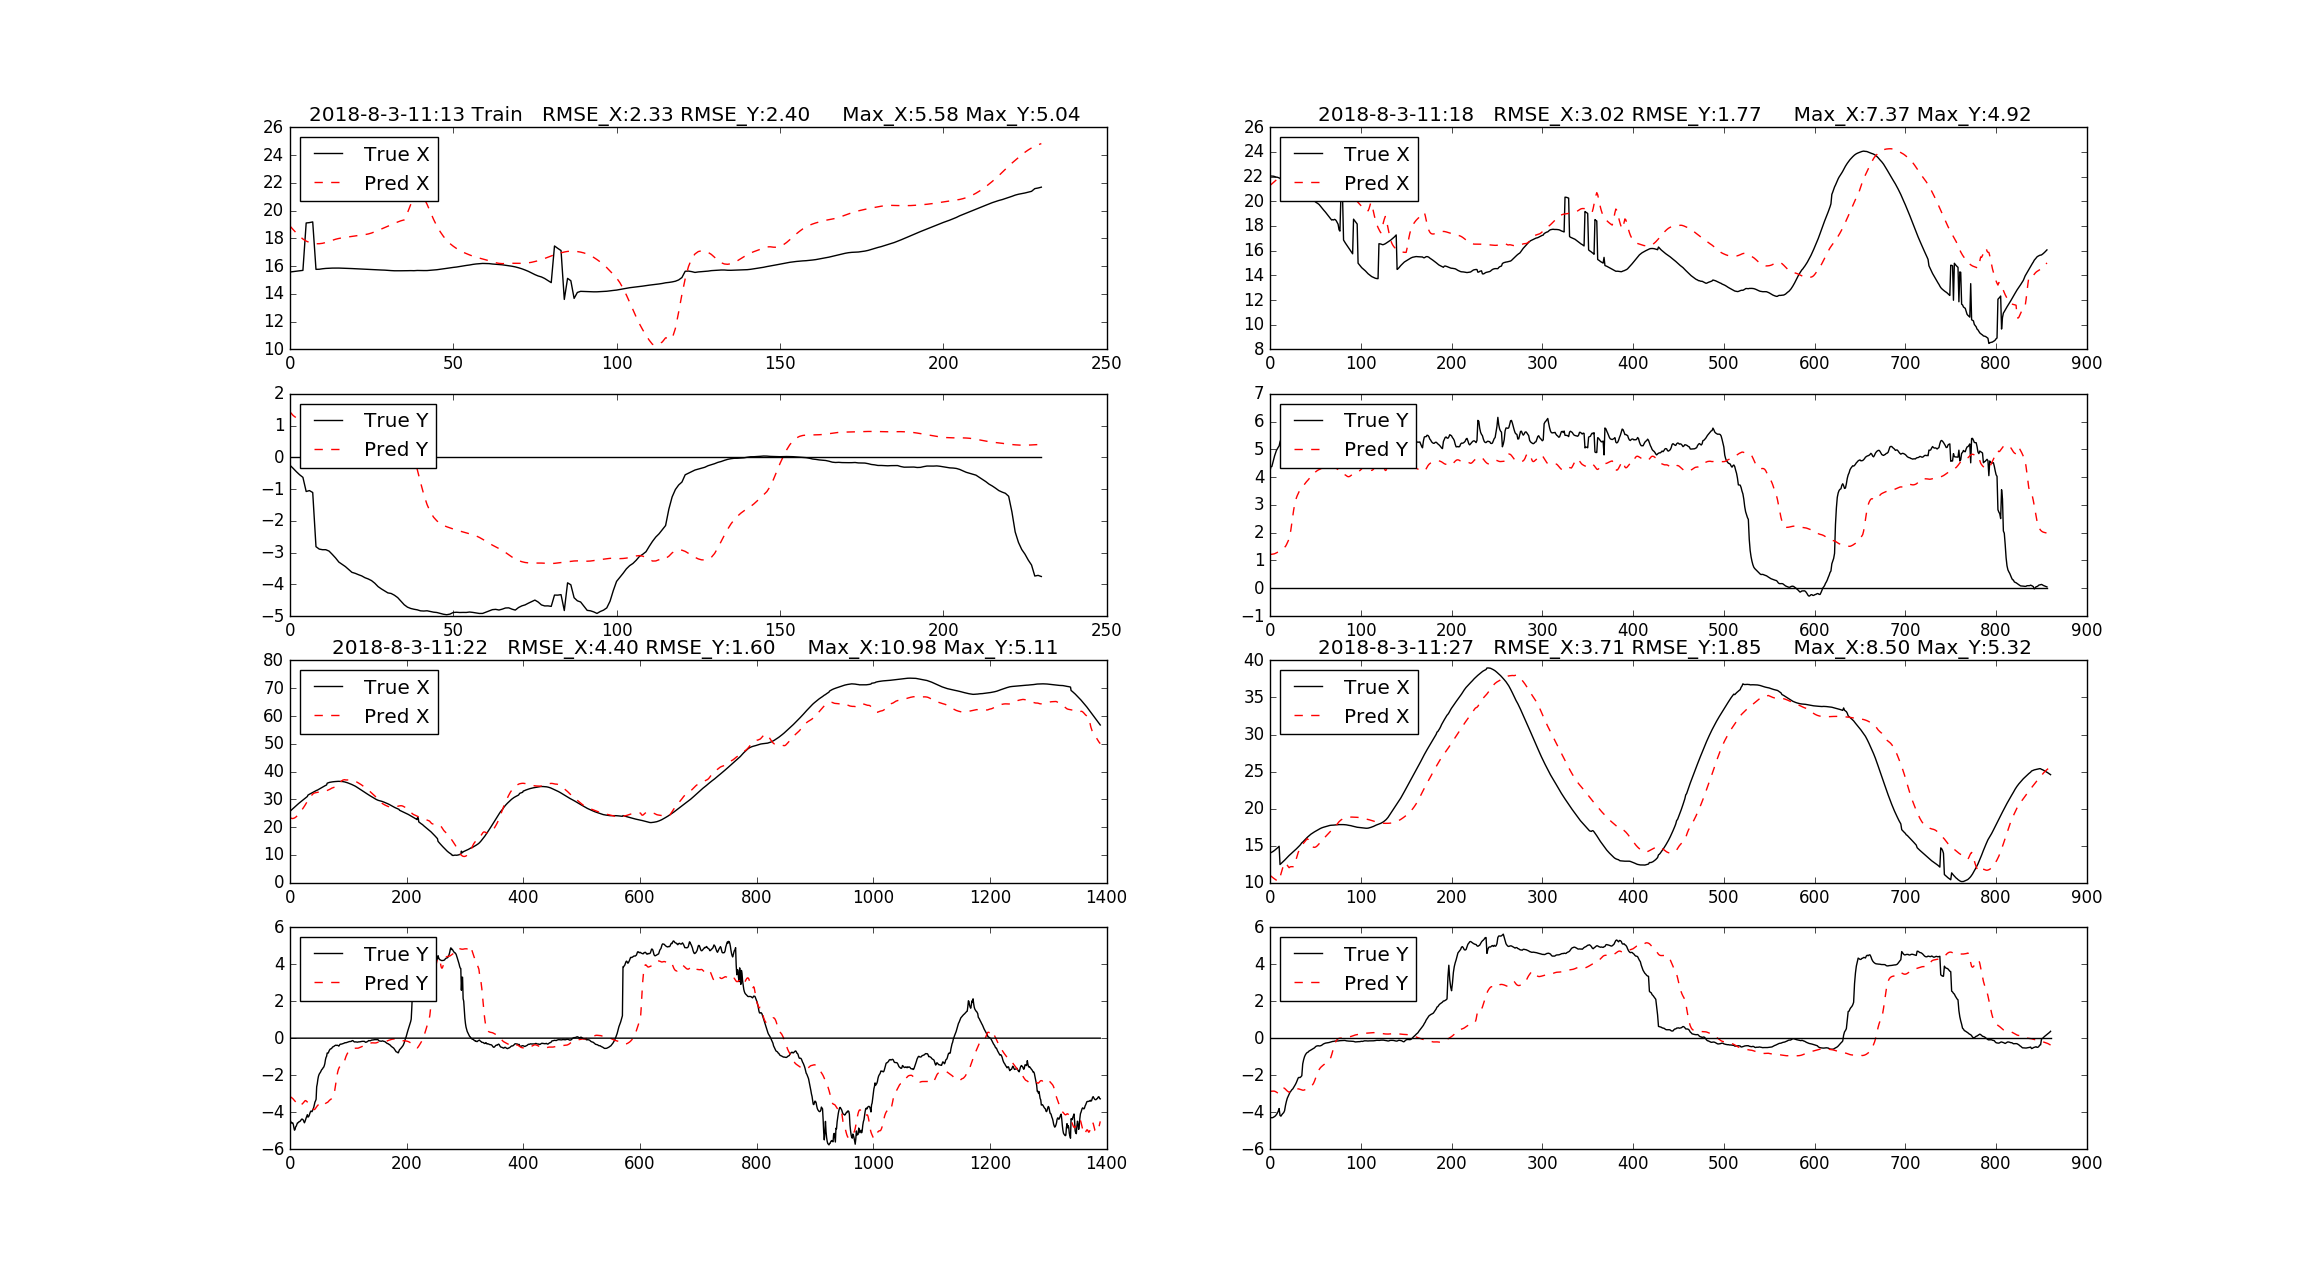 2018-8-3-11:13 Train   RMSE_X:2.33 RMSE_Y:2.40     Max_X:5.58 Max_Y:5.04
26
24
22
20
18
16
14
12
10
True X
Pred X
0 50 100 150 200 250
2
1
0
−1
−2
−3
−4
−5
True Y
Pred Y
0 50 100 150 200 250
2018-8-3-11:18   RMSE_X:3.02 RMSE_Y:1.77     Max_X:7.37 Max_Y:4.92
26
24
22
20
18
16
14
12
10
8
True X
Pred X
0 100 200 300 400 500 600 700 800 900
7
6
5
4
3
2
1
0
−1
True Y
Pred Y
0 100 200 300 400 500 600 700 800 900
2018-8-3-11:22   RMSE_X:4.40 RMSE_Y:1.60     Max_X:10.98 Max_Y:5.11
80
70
60
50
40
30
20
10
0
True X
Pred X
0 200 400 600 800 1000 1200 1400
6
4
2
0
−2
−4
−6
True Y
Pred Y
0 200 400 600 800 1000 1200 1400
2018-8-3-11:27   RMSE_X:3.71 RMSE_Y:1.85     Max_X:8.50 Max_Y:5.32
40
35
30
25
20
15
10
True X
Pred X
0 100 200 300 400 500 600 700 800 900
6
4
2
0
−2
−4
−6
True Y
Pred Y
0 100 200 300 400 500 600 700 800 900